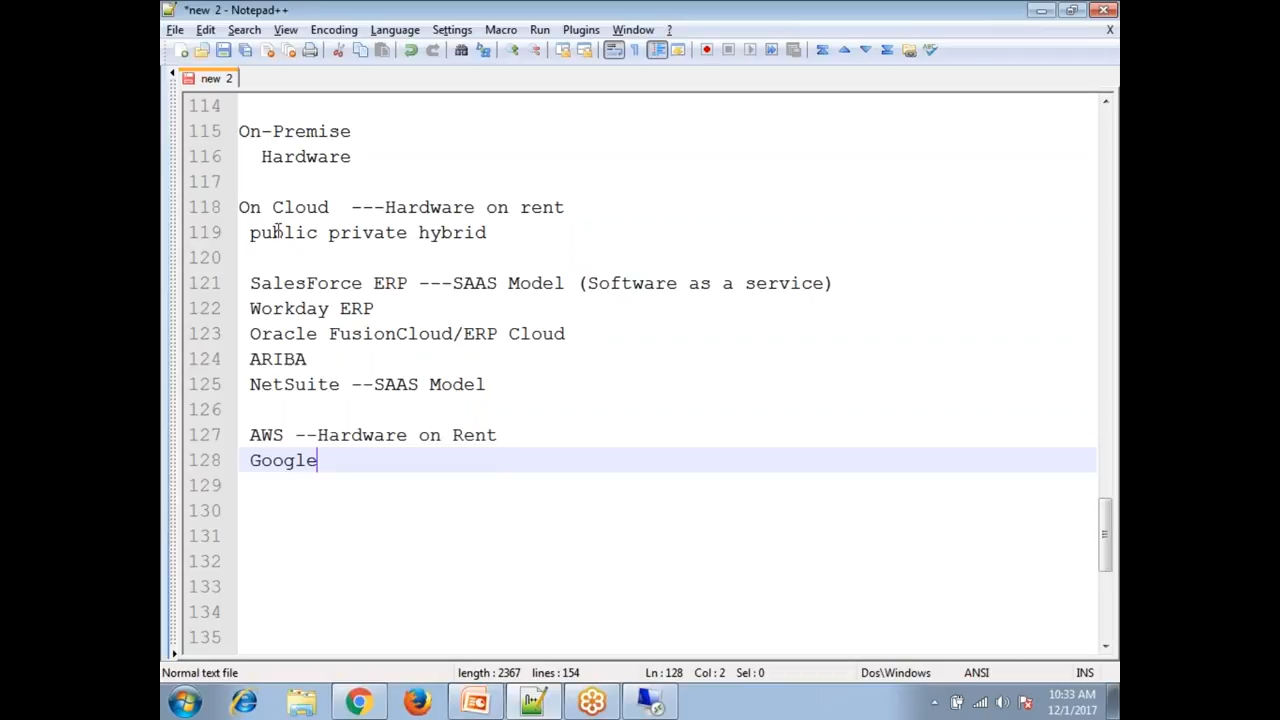 *new 2 - Notepad++
File Edit Search View Encoding Language Settings Macro Run Plugins Window ? X
new 2
114
115 On-Premise
116 Hardware
117
118 On Cloud ---Hardware on rent
119 public private hybrid
120
121 SalesForce ERP ---SAAS Model (Software as a service)
122 Workday ERP
123 Oracle FusionCloud/ERP Cloud
124 ARIBA
125 NetSuite --SAAS Model
126
127 AWS --Hardware on Rent
128 Google
129
130
131
132
133
134
135
Normal text file length : 2367 lines : 154 Ln : 128 Col : 2 Sel : 0 Dos\Windows ANSI INS
10:33 AM
12/1/2017